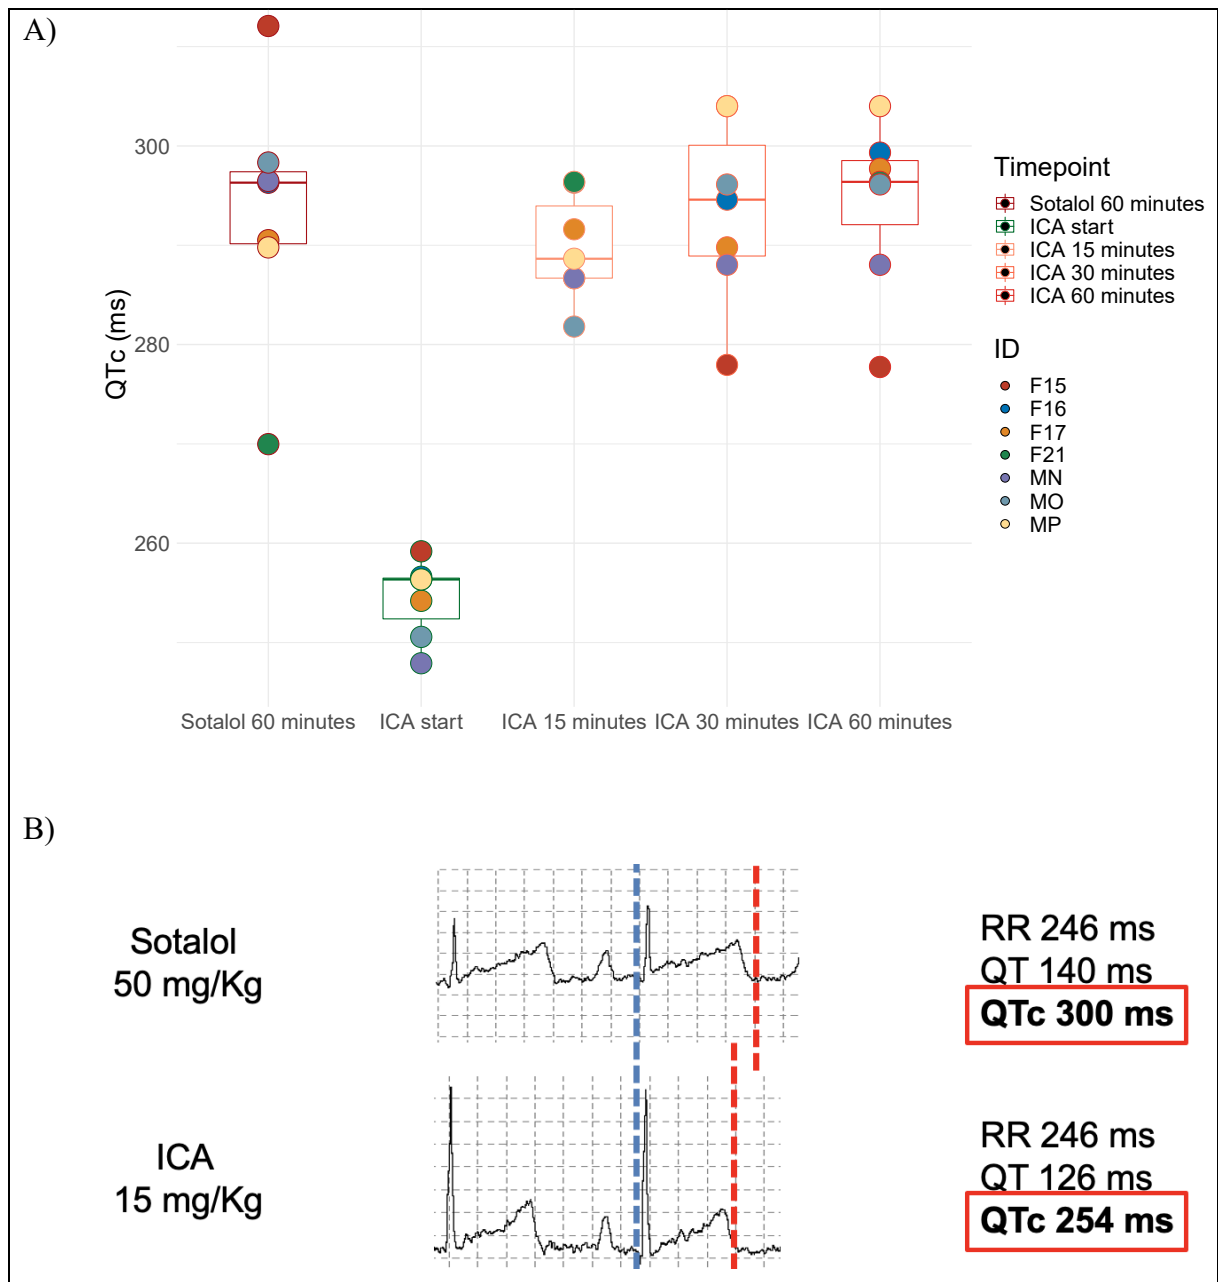 A)
QTc (ms)
300
280
260
Sotalol 60 minutes
ICA start
ICA 15 minutes
ICA 30 minutes
ICA 60 minutes
Timepoint
Sotalol 60 minutes
ICA start
ICA 15 minutes
ICA 30 minutes
ICA 60 minutes
ID
F15
F16
F17
F21
MN
MO
MP
B)
Sotalol
50 mg/Kg
RR 246 ms
QT 140 ms
QTc 300 ms
ICA
15 mg/Kg
RR 246 ms
QT 126 ms
QTc 254 ms